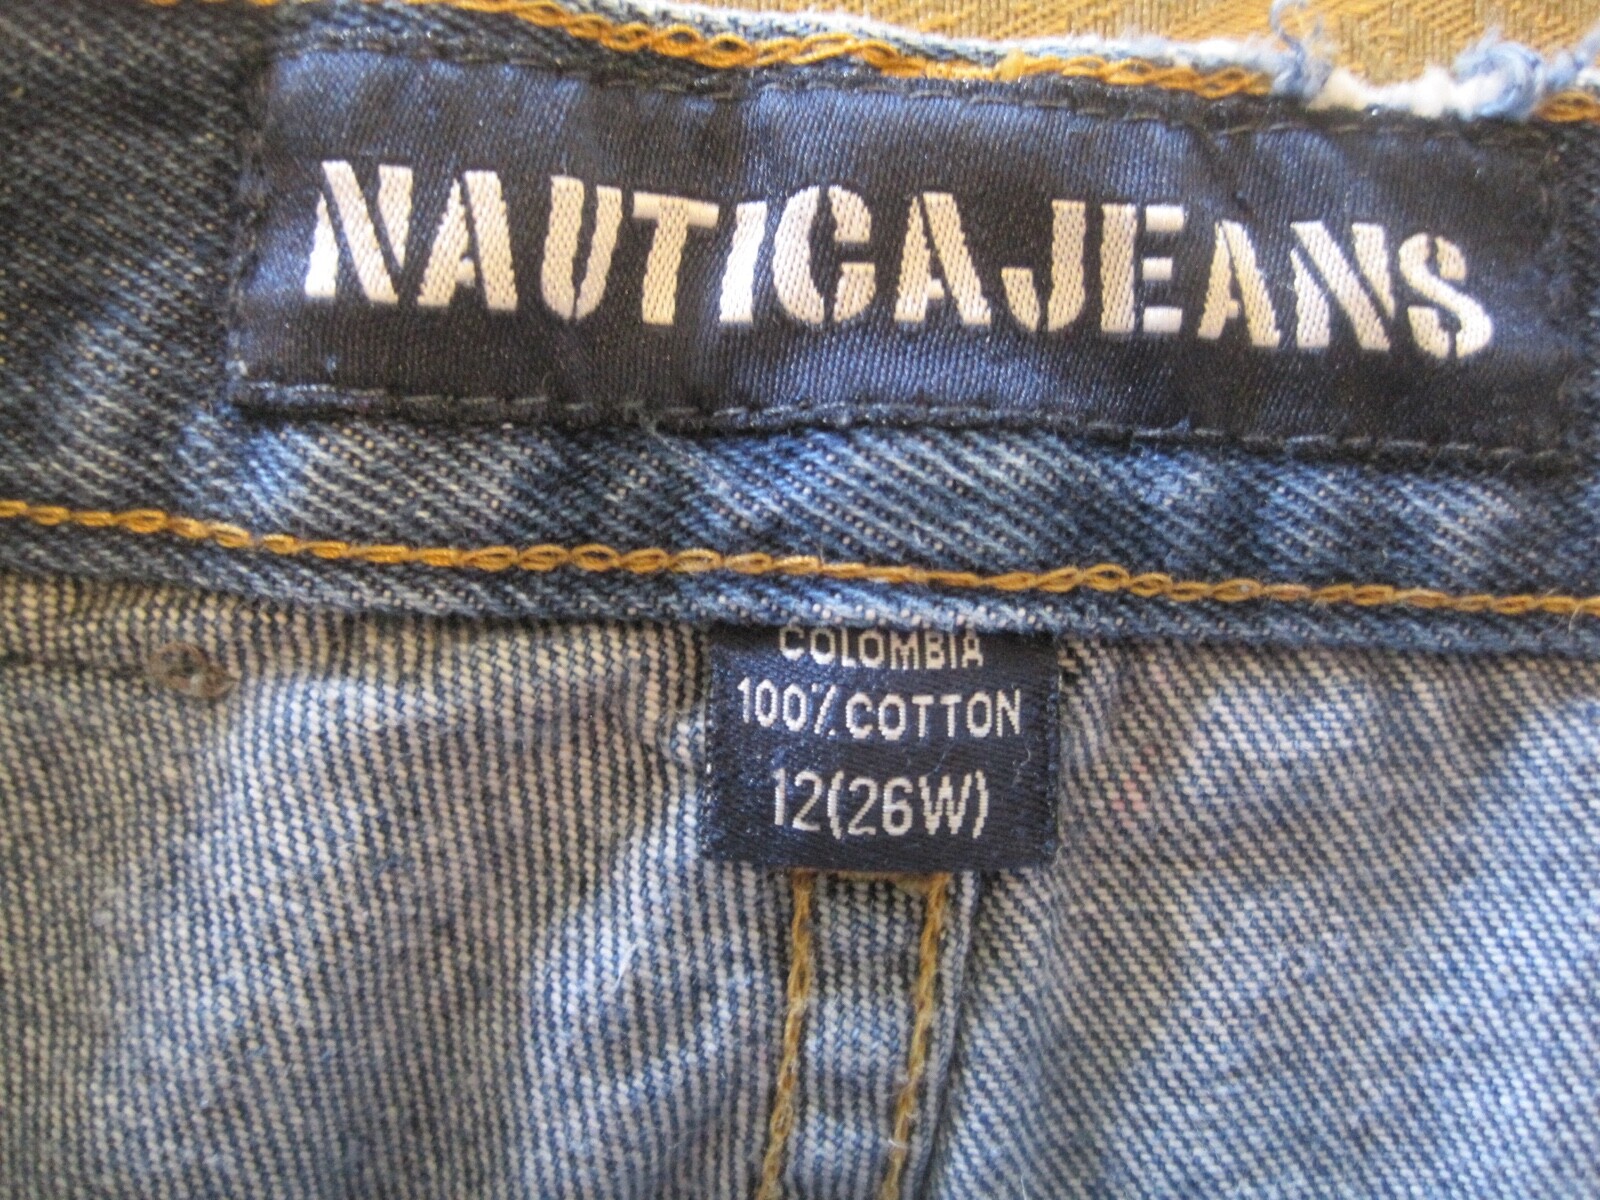 NAUTICAJEANS
COLOMBIA
100% COTTON
12(26W)